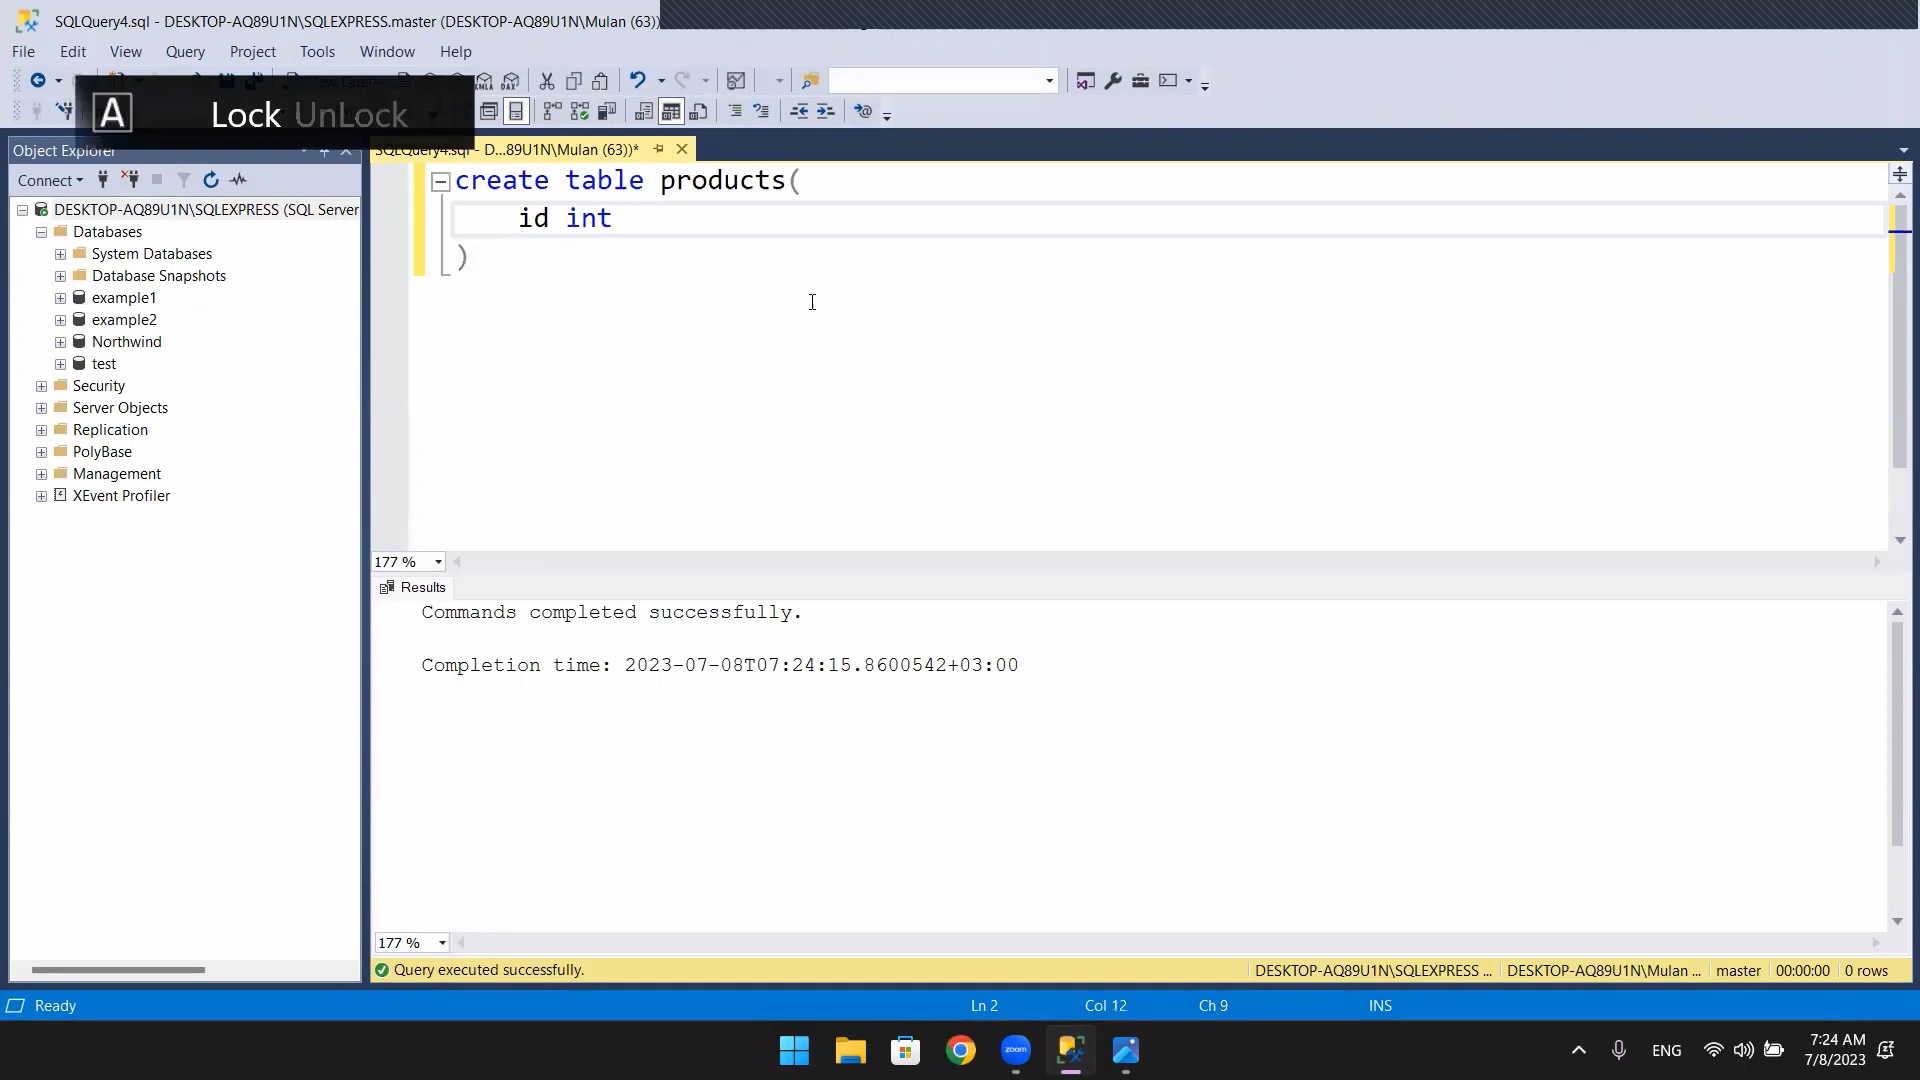 SQLQuery4.sql - DESKTOP-AQ89U1N\SQLEXPRESS.master (DESKTOP-AQ89U1N\Mulan (63))
File Edit View Query Project Tools Window Help
A Lock UnLock
Object Explorer
SQLQuery4.sql - D...89U1N\Mulan (63))*
Connect
DESKTOP-AQ89U1N\SQLEXPRESS (SQL Server
Databases
System Databases
Database Snapshots
example1
example2
Northwind
test
Security
Server Objects
Replication
PolyBase
Management
XEvent Profiler
create table products(
id int
)
177 %
Results
Commands completed successfully.
Completion time: 2023-07-08T07:24:15.8600542+03:00
177 %
Query executed successfully. DESKTOP-AQ89U1N\SQLEXPRESS ... DESKTOP-AQ89U1N\Mulan ... master 00:00:00 0 rows
Ready Ln 2 Col 12 Ch 9 INS
zoom
ENG
7:24 AM
7/8/2023